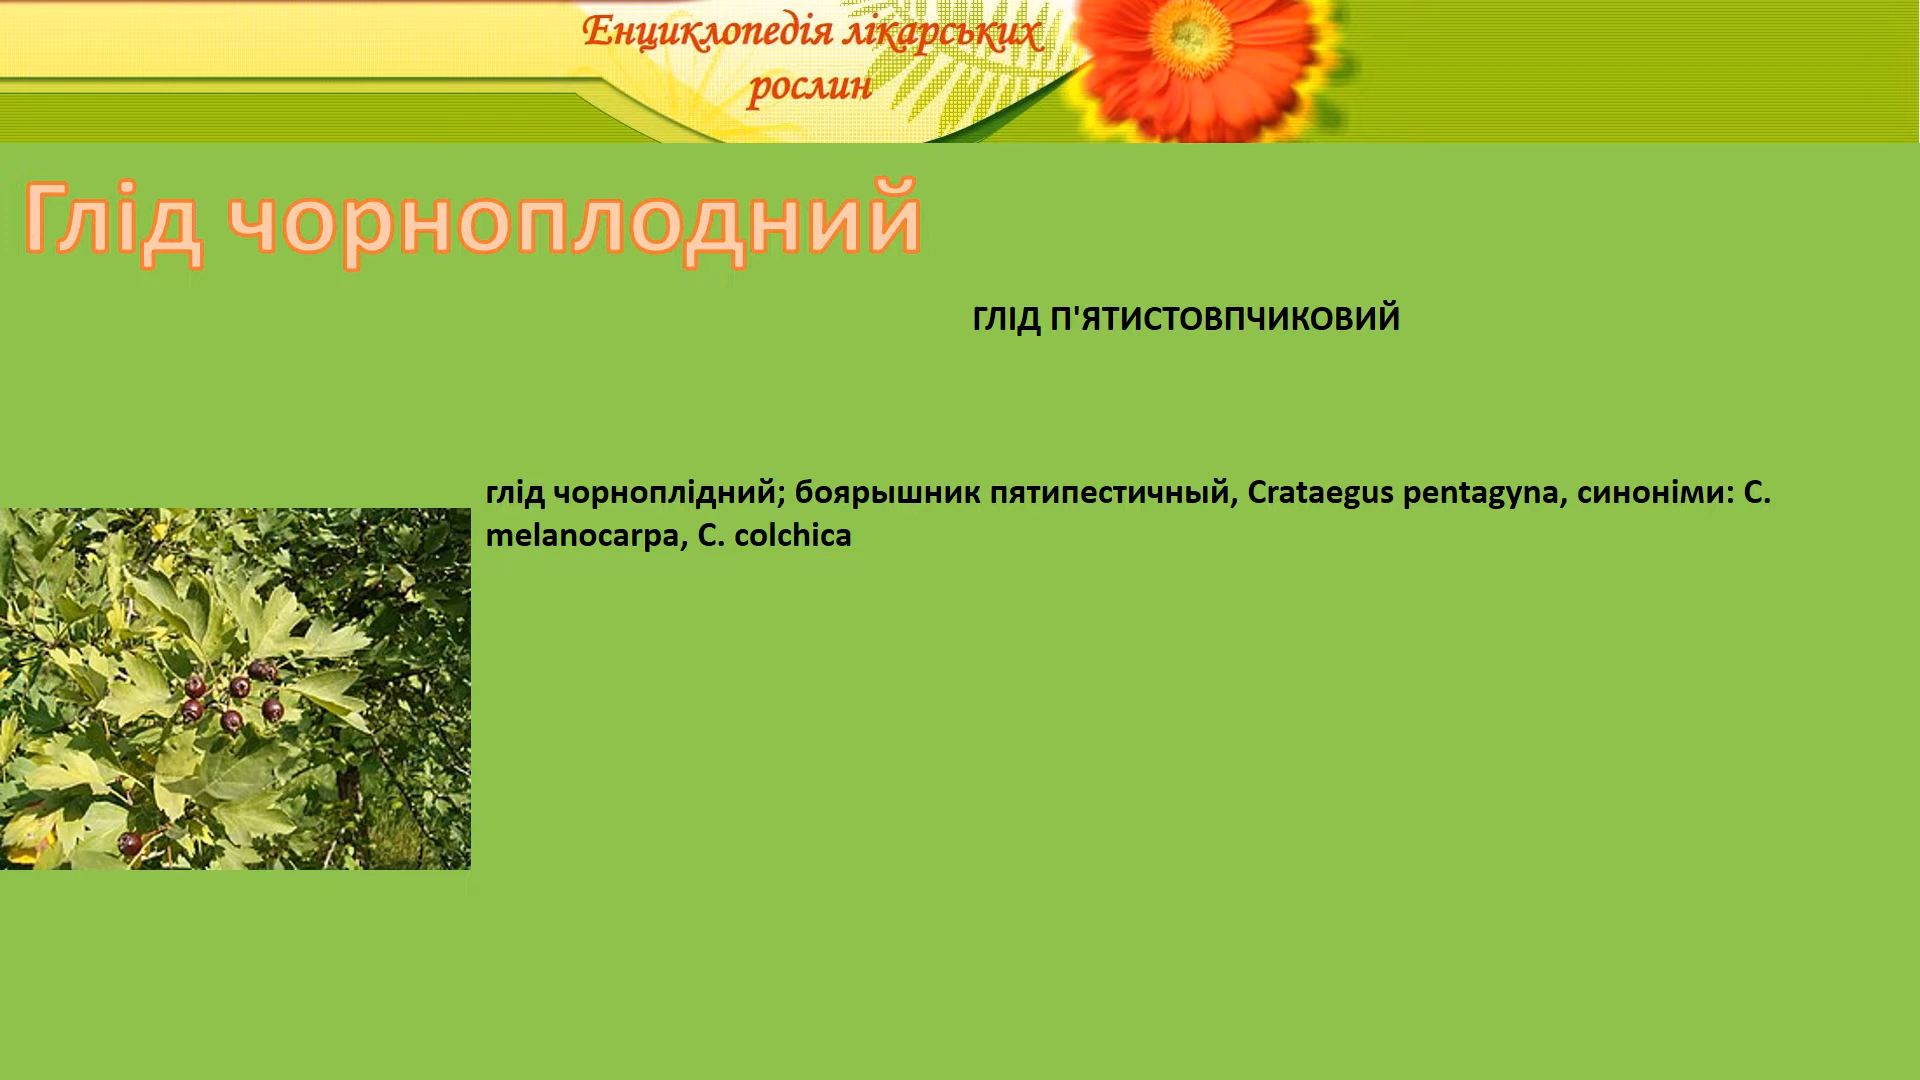 Енциклопедія лікарських
рослин
Глід чорноплодний
ГЛІД П'ЯТИСТОВПЧИКОВИЙ
глід чорноплідний; боярышник пятипестичный, Crataegus pentagyna, синоніми: C.
melanocarpa, C. colchica